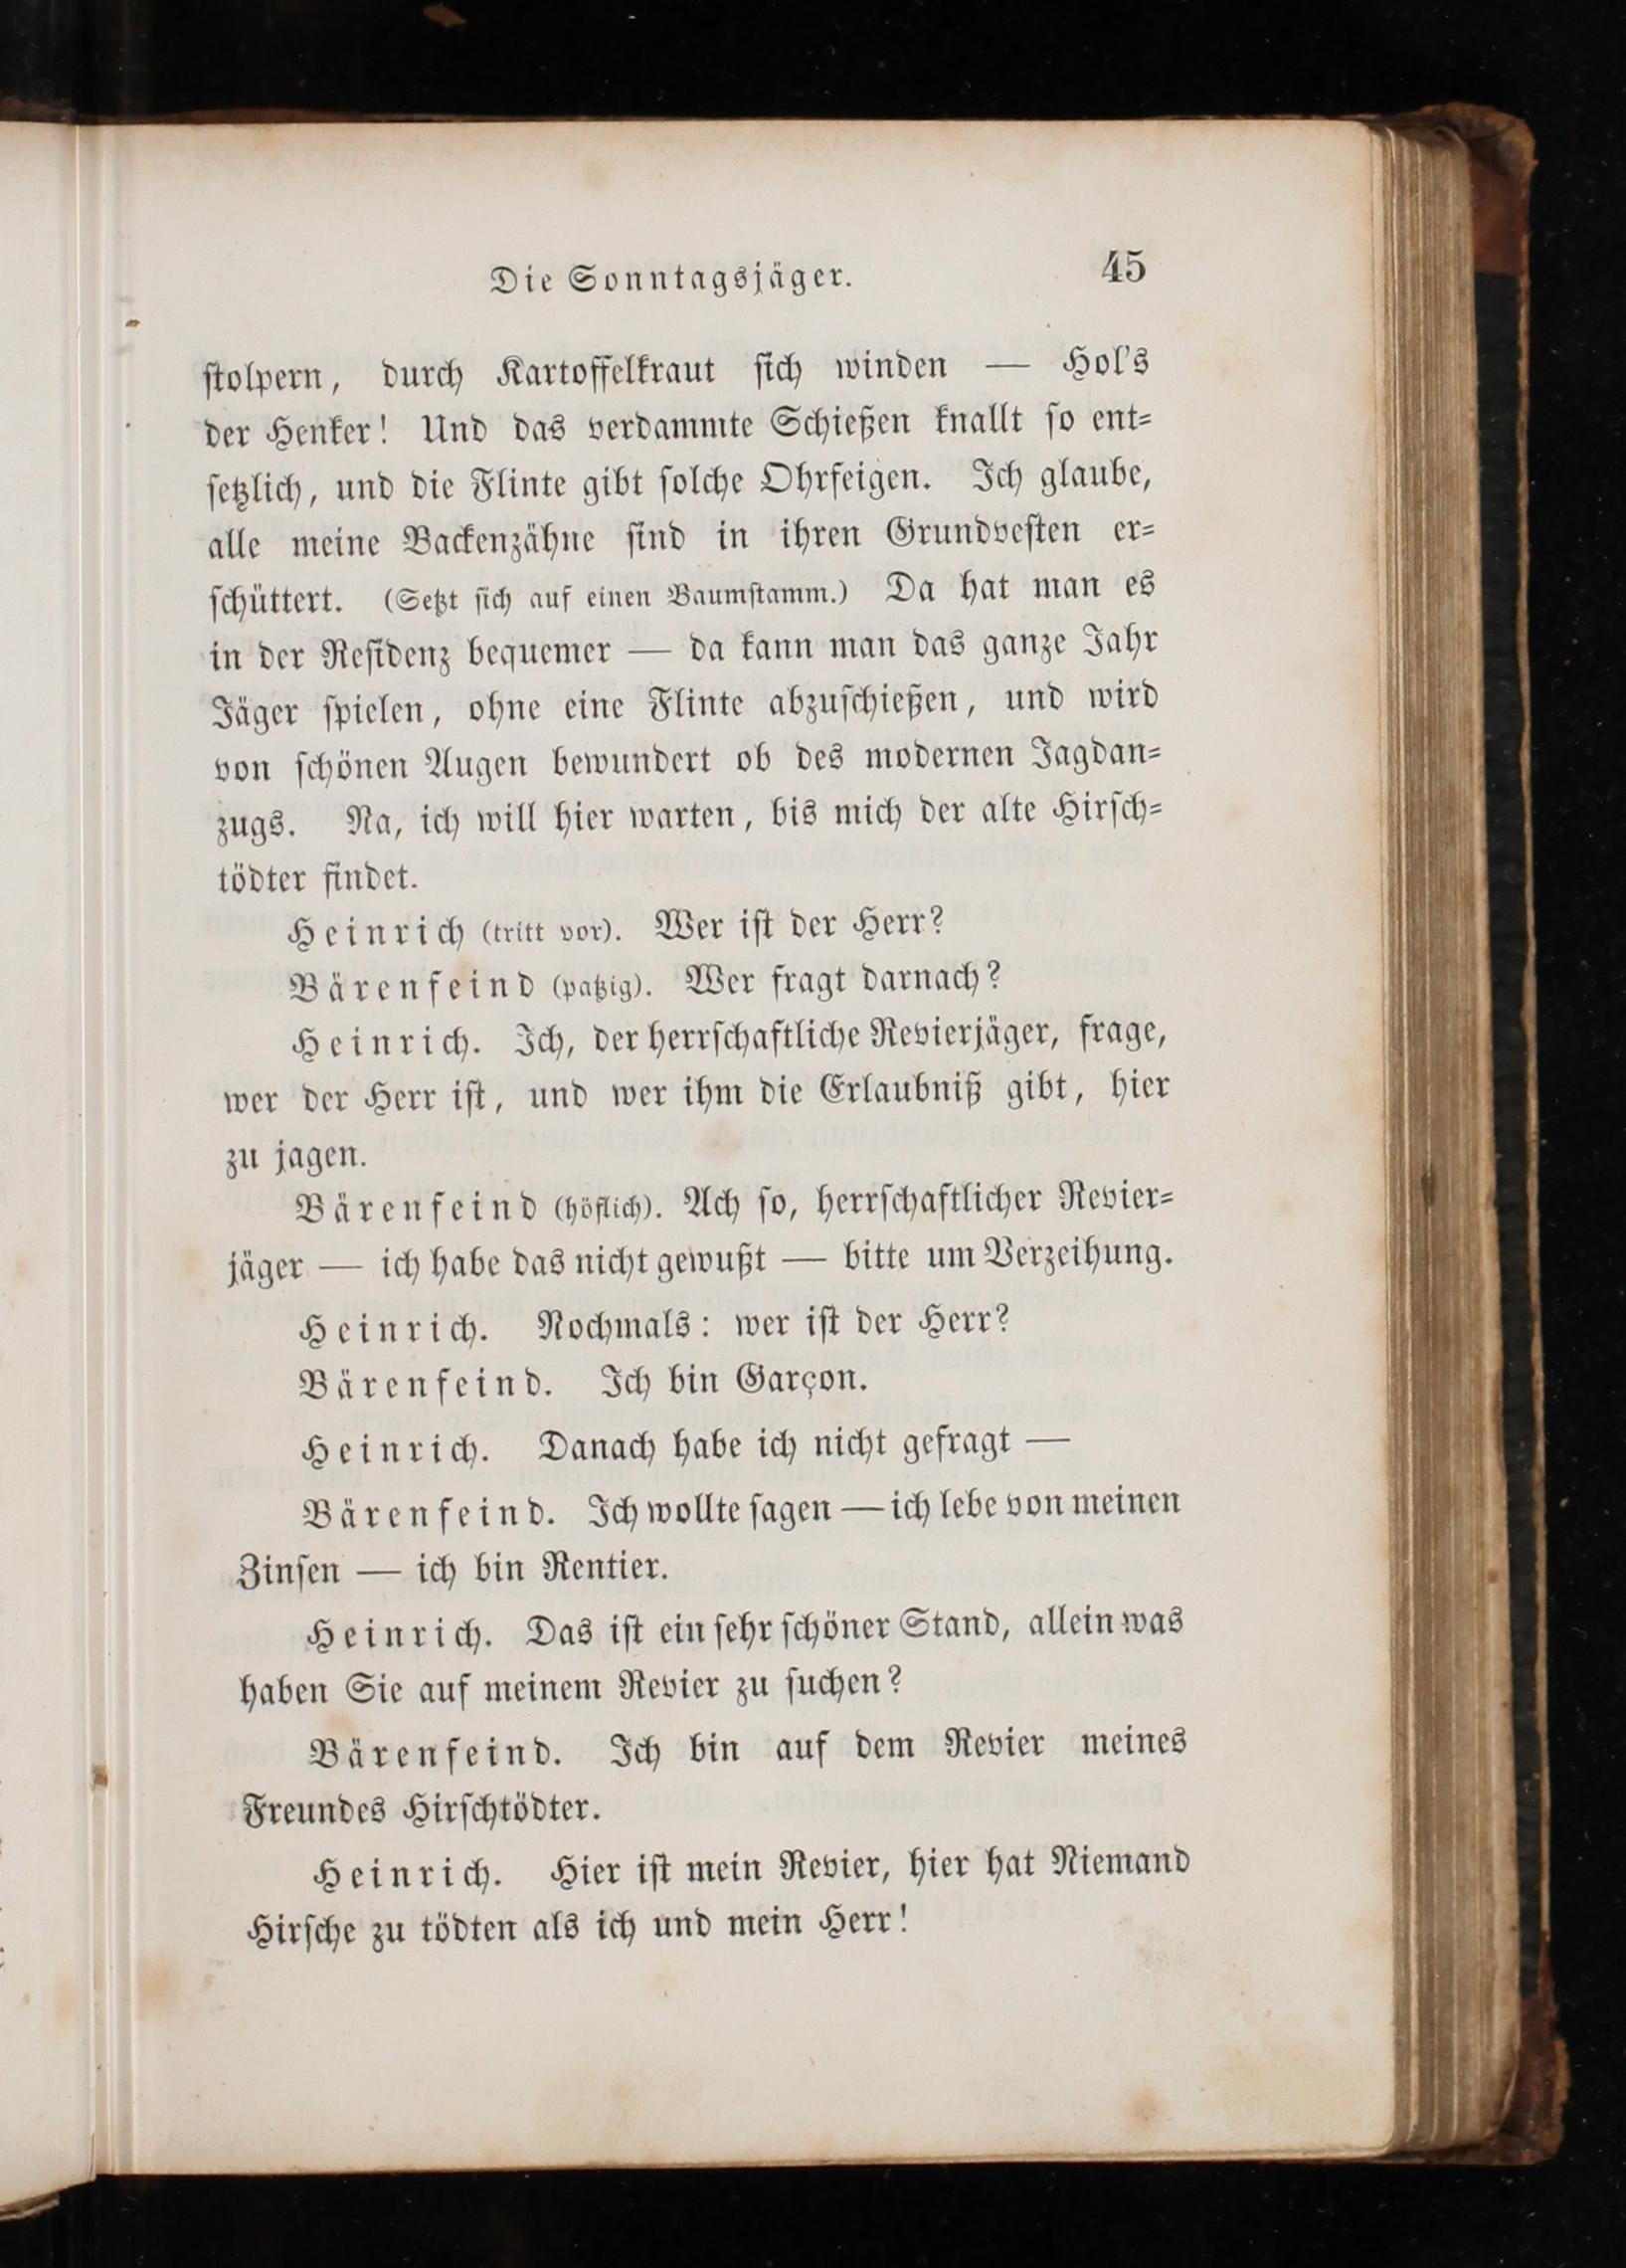 Die Sonntagsjäger. 45
ſtolpern, durch Kartoffelkraut ſich winden — Hol's
der Henker! Und das verdammte Schießen knallt ſo ent=
ſetzlich, und die Flinte gibt ſolche Ohrfeigen. Ich glaube,
alle meine Backenzähne ſind in ihren Grundveſten er=
ſchüttert. (Setzt ſich auf einen Baumſtamm.) Da hat man es
in der Reſidenz bequemer — da kann man das ganze Jahr
Jäger ſpielen, ohne eine Flinte abzuſchießen, und wird
von ſchönen Augen bewundert ob des modernen Jagdan=
zugs. Na, ich will hier warten, bis mich der alte Hirſch=
tödter findet.
Heinrich (tritt vor). Wer iſt der Herr?
Bärenfeind (patzig). Wer fragt darnach?
Heinrich. Ich, der herrſchaftliche Revierjäger, frage,
wer der Herr iſt, und wer ihm die Erlaubniß gibt, hier
zu jagen.
Bärenfeind (höflich). Ach ſo, herrſchaftlicher Revier=
jäger — ich habe das nicht gewußt — bitte um Verzeihung.
Heinrich. Nochmals: wer iſt der Herr?
Bärenfeind. Ich bin Garçon.
Heinrich. Danach habe ich nicht gefragt —
Bärenfeind. Ich wollte ſagen — ich lebe von meinen
Zinſen — ich bin Rentier.
Heinrich. Das iſt ein ſehr ſchöner Stand, allein was
haben Sie auf meinem Revier zu ſuchen?
Bärenfeind. Ich bin auf dem Revier meines
Freundes Hirſchtödter.
Heinrich. Hier iſt mein Revier, hier hat Niemand
Hirſche zu tödten als ich und mein Herr!